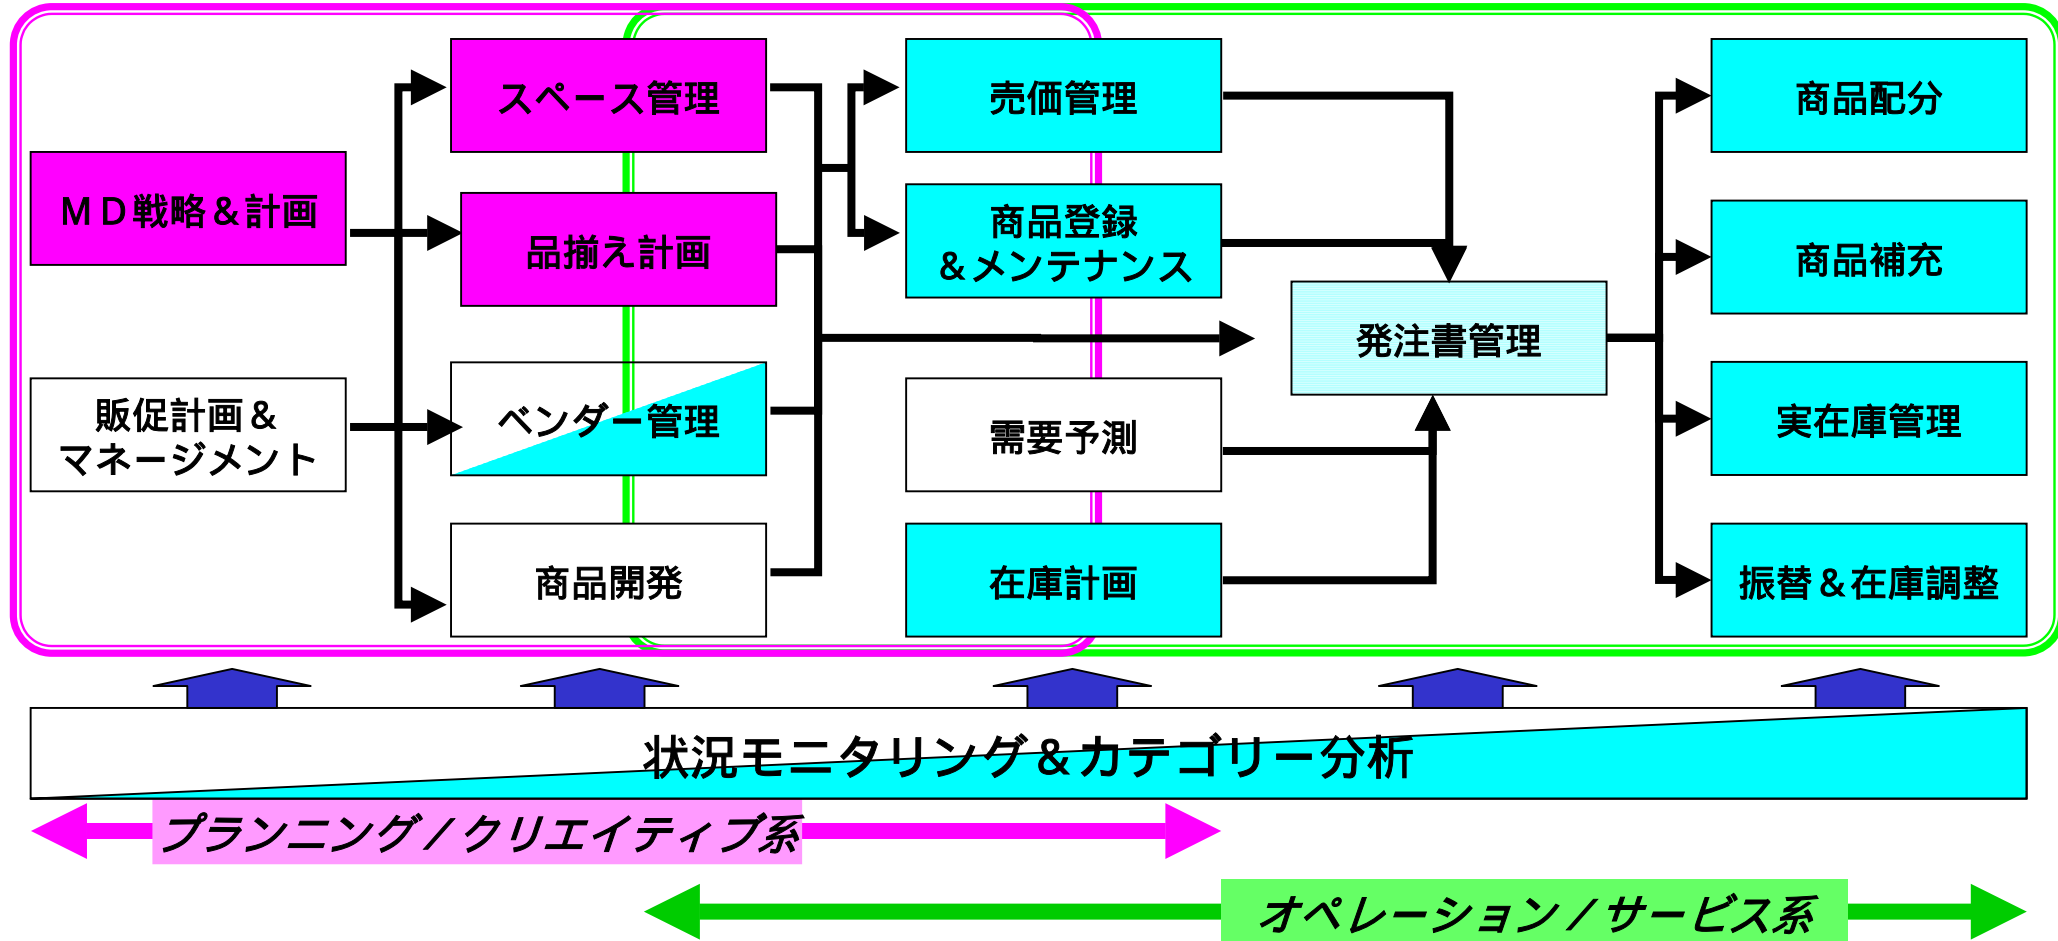 ＭＤ戦略＆計画
販促計画＆
マネージメント
スペース管理
品揃え計画
ベンダー管理
商品開発
売価管理
商品登録
＆メンテナンス
需要予測
在庫計画
発注書管理
商品配分
商品補充
実在庫管理
振替＆在庫調整
状況モニタリング＆カテゴリー分析
プランニング／クリエイティブ系
オペレーション／サービス系